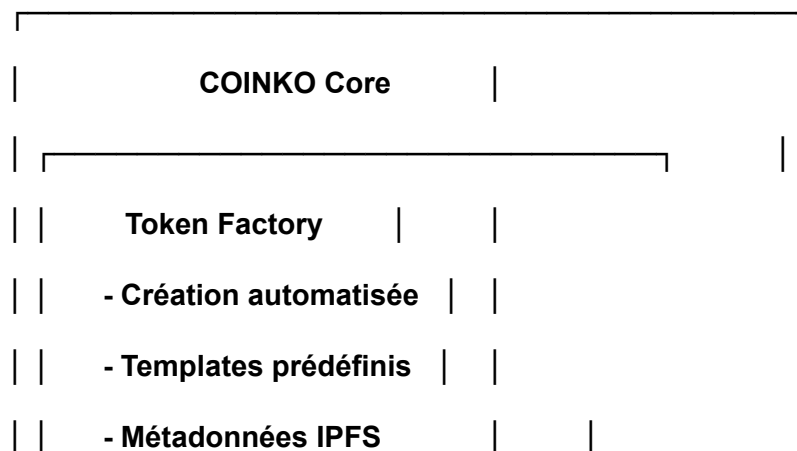 COINKO Core
Token Factory
- Création automatisée
- Templates prédéfinis
- Métadonnées IPFS